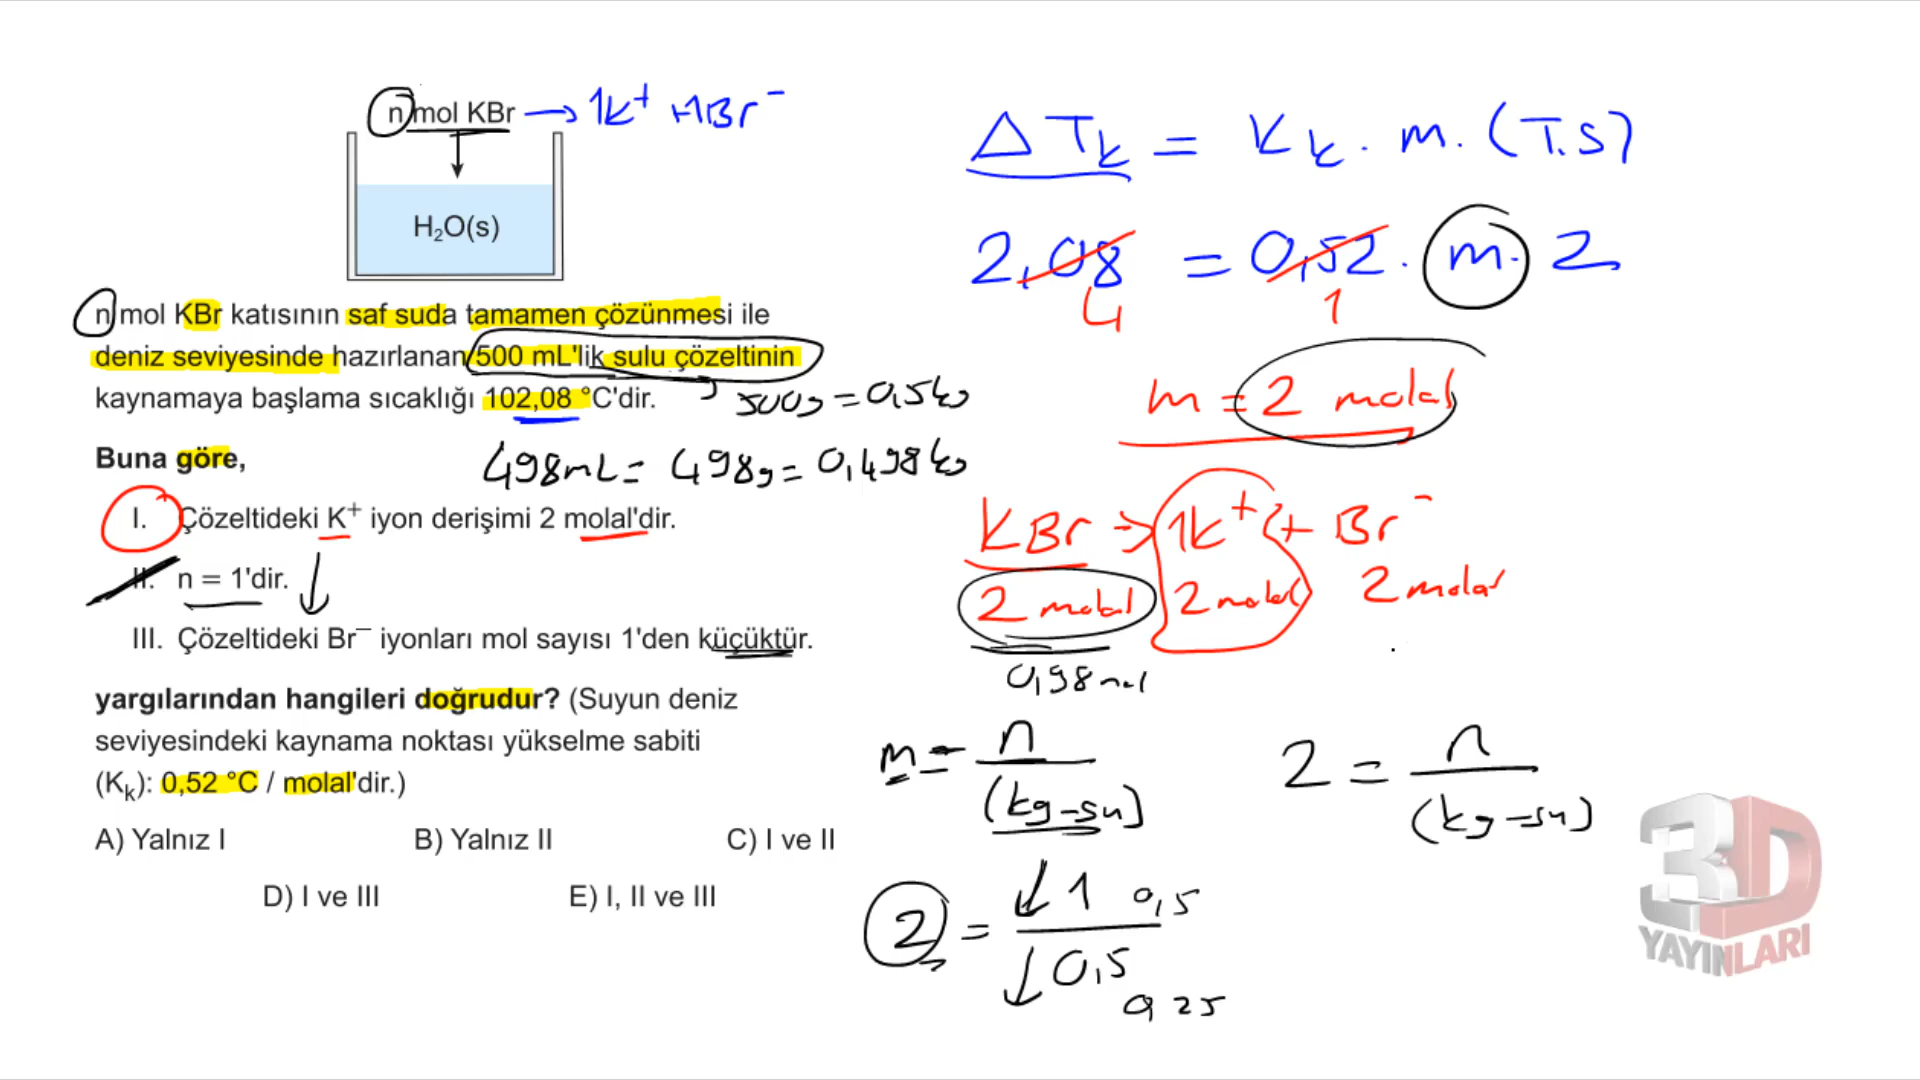 n mol KBr → 1K⁺ + 1Br⁻
H₂O(s)
n mol KBr katısının saf suda tamamen çözünmesi ile
deniz seviyesinde hazırlanan 500 mL'lik sulu çözeltinin
kaynamaya başlama sıcaklığı 102,08 °C'dir.
500g = 0,5kg
Buna göre,
498mL = 498g = 0,498kg
I. Çözeltideki K⁺ iyon derişimi 2 molal'dir.
II. n = 1'dir.
III. Çözeltideki Br⁻ iyonları mol sayısı 1'den küçüktür.
yargılarından hangileri doğrudur? (Suyun deniz
seviyesindeki kaynama noktası yükselme sabiti
(Kₖ): 0,52 °C / molal'dir.)
A) Yalnız I B) Yalnız II C) I ve II
D) I ve III E) I, II ve III
ΔTₖ = Kₖ . m . (T.S)
2,08 = 0,52 . m . 2
4 1
m = 2 molal
KBr → 1K⁺ + Br⁻
2 molal 2 molal 2 molal
0,98 mol
m = n / (kg-su) 2 = n / (kg-su)
2 = 1 / 0,5
0,5
0,25
3D
YAYINLARI